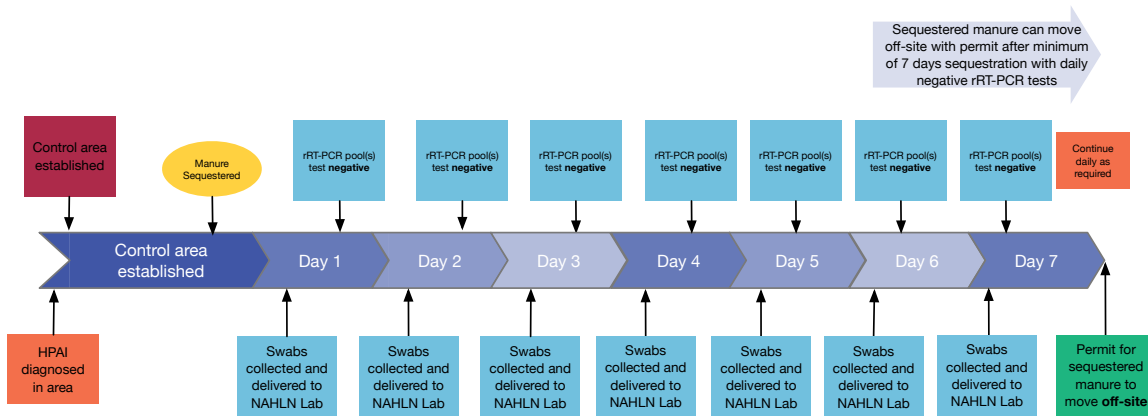 Sequestered manure can move
off-site with permit after minimum
of 7 days sequestration with daily
negative rRT-PCR tests
Control area
established
Manure
Sequestered
rRT-PCR pool(s)
test negative
rRT-PCR pool(s)
test negative
rRT-PCR pool(s)
test negative
rRT-PCR pool(s)
test negative
rRT-PCR pool(s)
test negative
rRT-PCR pool(s)
test negative
rRT-PCR pool(s)
test negative
Continue
daily as
required
Control area
established
Day 1
Day 2
Day 3
Day 4
Day 5
Day 6
Day 7
HPAI
diagnosed
in area
Swabs
collected and
delivered to
NAHLN Lab
Swabs
collected and
delivered to
NAHLN Lab
Swabs
collected and
delivered to
NAHLN Lab
Swabs
collected and
delivered to
NAHLN Lab
Swabs
collected and
delivered to
NAHLN Lab
Swabs
collected and
delivered to
NAHLN Lab
Swabs
collected and
delivered to
NAHLN Lab
Permit for
sequestered
manure to
move off-site